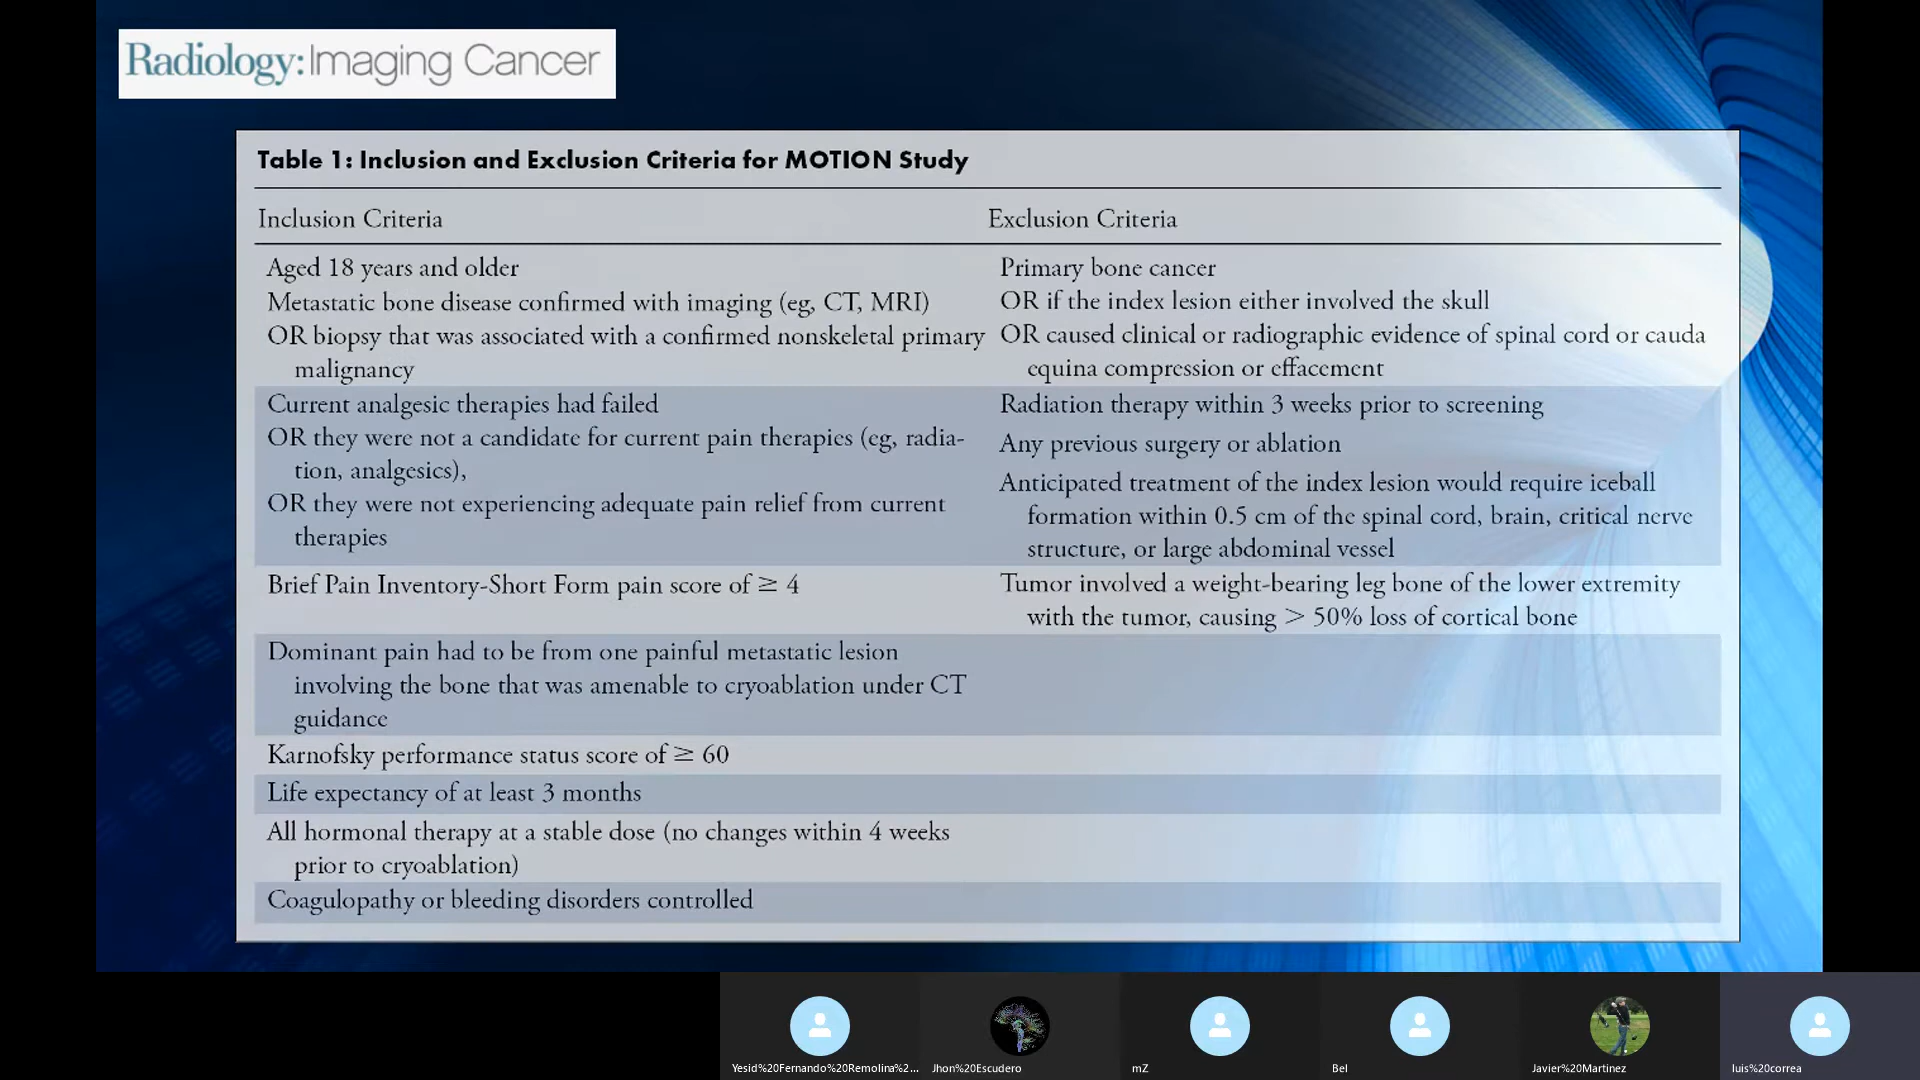 Radiology: Imaging Cancer
Table 1: Inclusion and Exclusion Criteria for MOTION Study
Inclusion Criteria
Exclusion Criteria
Aged 18 years and older
Metastatic bone disease confirmed with imaging (eg, CT, MRI)
OR biopsy that was associated with a confirmed nonskeletal primary
malignancy
Primary bone cancer
OR if the index lesion either involved the skull
OR caused clinical or radiographic evidence of spinal cord or cauda
equina compression or effacement
Current analgesic therapies had failed
OR they were not a candidate for current pain therapies (eg, radia-
tion, analgesics),
OR they were not experiencing adequate pain relief from current
therapies
Radiation therapy within 3 weeks prior to screening
Any previous surgery or ablation
Anticipated treatment of the index lesion would require iceball
formation within 0.5 cm of the spinal cord, brain, critical nerve
structure, or large abdominal vessel
Brief Pain Inventory-Short Form pain score of ≥ 4
Tumor involved a weight-bearing leg bone of the lower extremity
with the tumor, causing > 50% loss of cortical bone
Dominant pain had to be from one painful metastatic lesion
involving the bone that was amenable to cryoablation under CT
guidance
Karnofsky performance status score of ≥ 60
Life expectancy of at least 3 months
All hormonal therapy at a stable dose (no changes within 4 weeks
prior to cryoablation)
Coagulopathy or bleeding disorders controlled
Yesid%20Fernando%20Remolina%2...
Jhon%20Escudero
mZ
Bel
Javier%20Martinez
luis%20correa